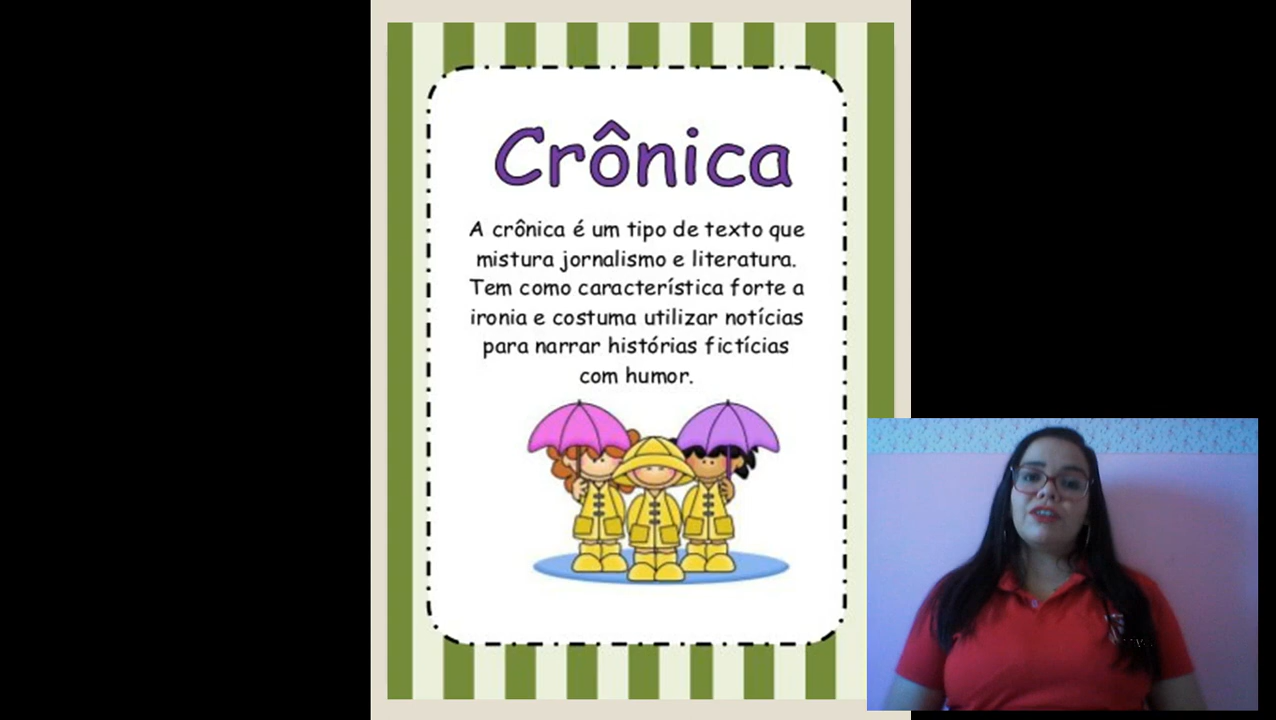 Crônica
A crônica é um tipo de texto que
mistura jornalismo e literatura.
Tem como característica forte a
ironia e costuma utilizar notícias
para narrar histórias fictícias
com humor.